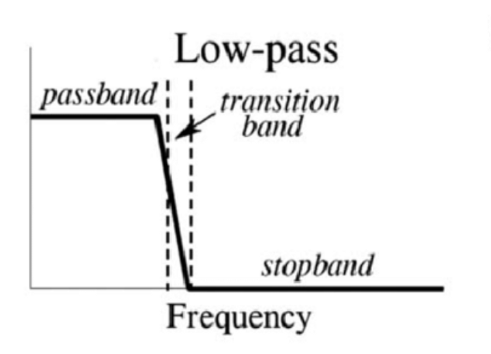 Low-pass
passband
transition
band
stopband
Frequency